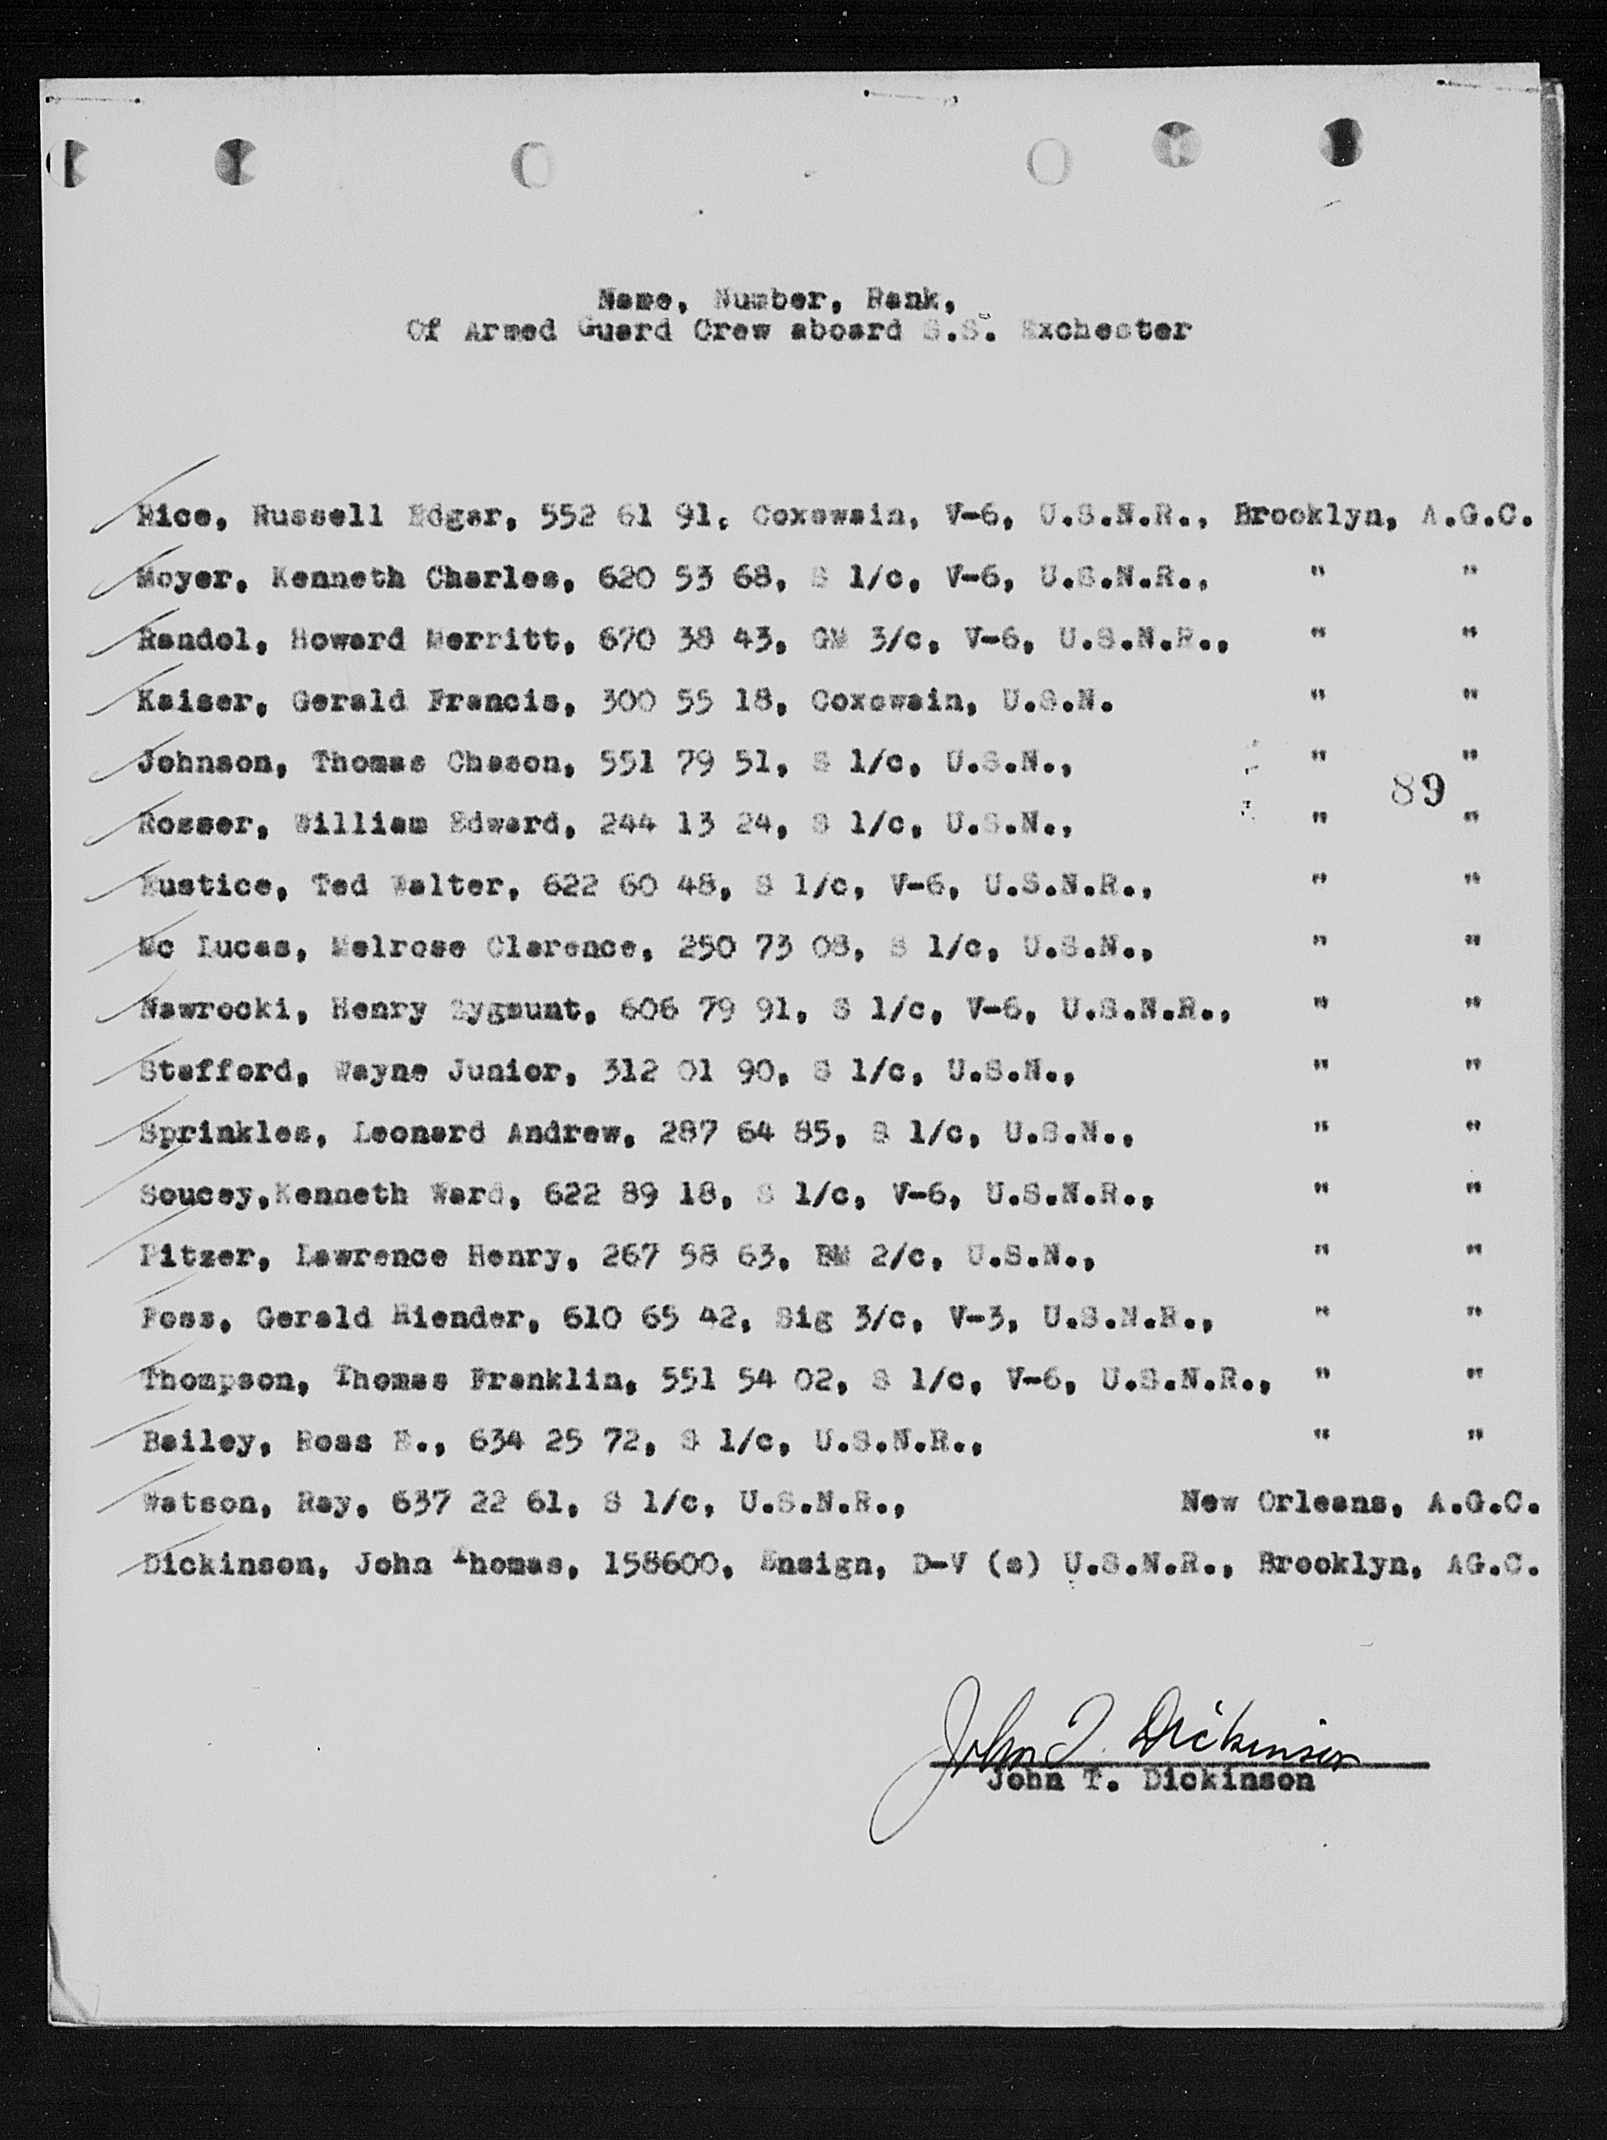 Name, Number, Rank,
Of Armed Guard Crew aboard S.S. Exchester
Rice, Russell Edgar, 552 61 91, Coxswain, V-6, U.S.N.R., Brooklyn, A.G.C.
Moyer, Kenneth Charles, 620 53 68, S 1/c, V-6, U.S.N.R., " "
Randol, Howard Merritt, 670 38 43, GM 3/c, V-6, U.S.N.R., " "
Kaiser, Gerald Francis, 300 55 18, Coxswain, U.S.N. " "
Johnson, Thomas Chason, 551 79 51, S 1/c, U.S.N., " "
89
Rosser, William Edward, 244 13 24, S 1/c, U.S.N., " "
Eustice, Ted Walter, 622 60 48, S 1/c, V-6, U.S.N.R., " "
Mc Lucas, Melrose Clarence, 250 73 08, S 1/c, U.S.N., " "
Nawrocki, Henry Zygmunt, 606 79 91, S 1/c, V-6, U.S.N.R., " "
Stafford, Wayne Junior, 312 01 90, S 1/c, U.S.N., " "
Sprinkles, Leonard Andrew, 287 64 85, S 1/c, U.S.N., " "
Soucey,Kenneth Ward, 622 89 18, S 1/c, V-6, U.S.N.R., " "
Pitzer, Lawrence Henry, 267 58 63, BM 2/c, U.S.N., " "
Foss, Gerald Hiender, 610 65 42, Sig 3/c, V-3, U.S.N.R., " "
Thompson, Thomas Franklin, 551 54 02, S 1/c, V-6, U.S.N.R., " "
Bailey, Ross E., 634 25 72, S 1/c, U.S.N.R., " "
Watson, Ray, 637 22 61, S 1/c, U.S.N.R., New Orleans, A.G.C.
Dickinson, John Thomas, 158600, Ensign, D-V (s) U.S.N.R., Brooklyn, AG.C.
John T. Dickinson
John T. Dickinson